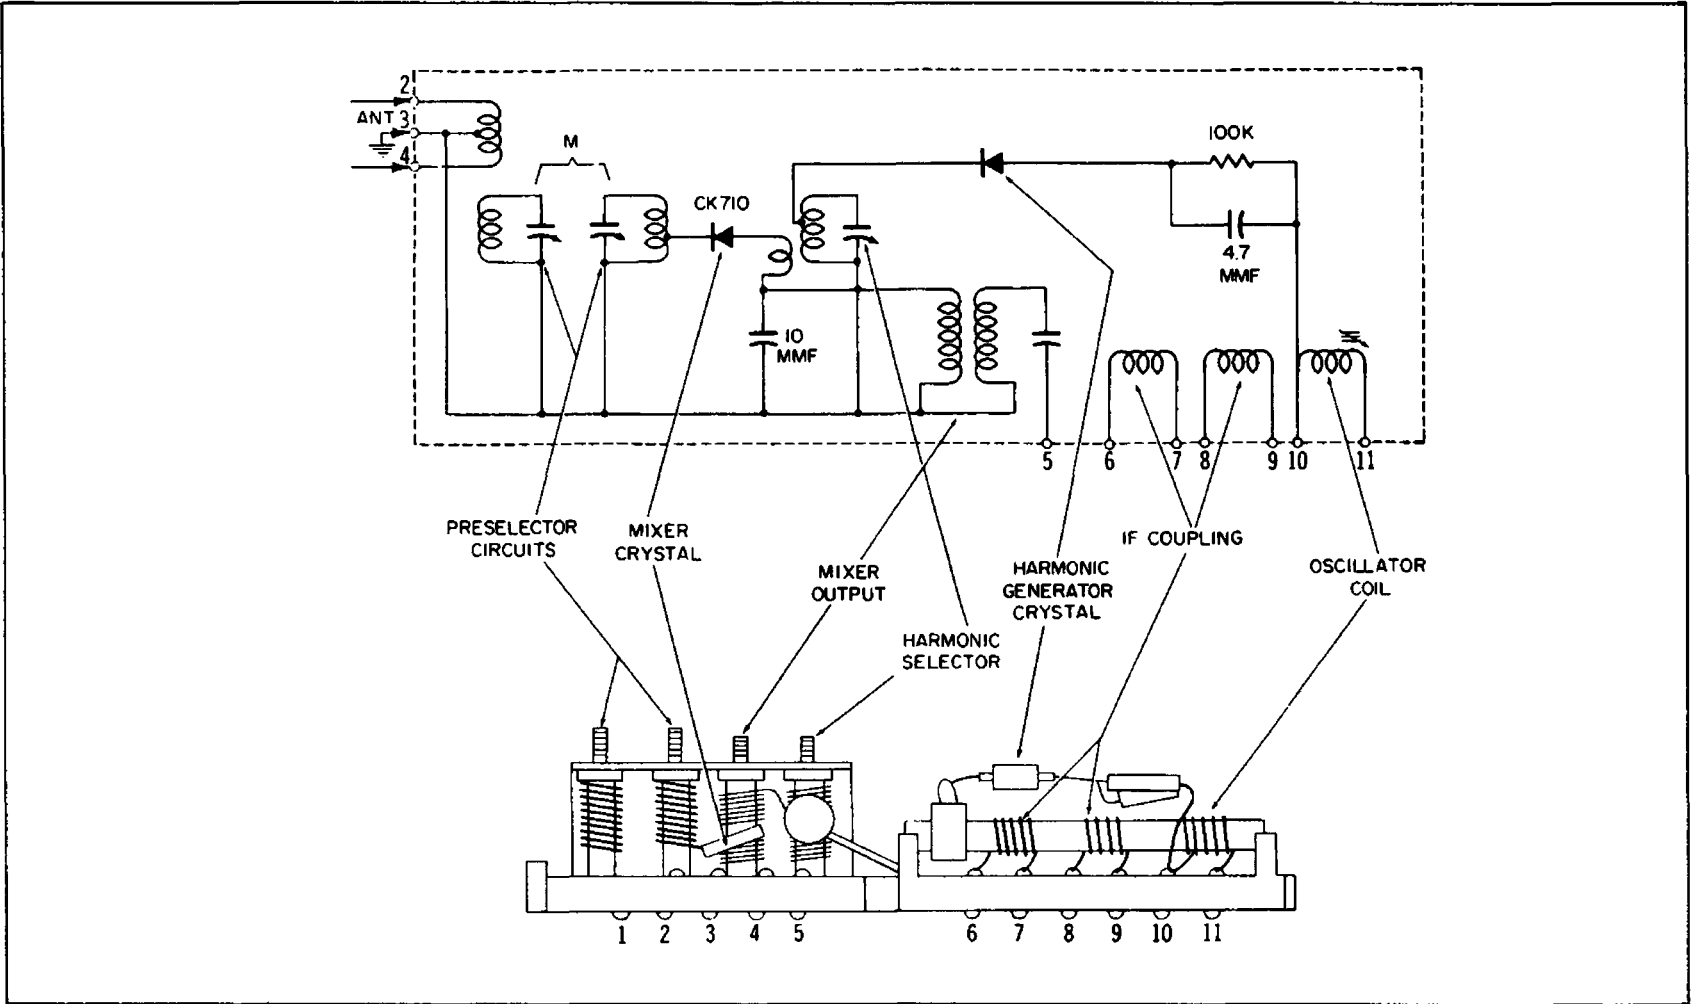 2
ANT 3
4
M
CK710
100K
4.7
MMF
10
MMF
5 6 7 8 9 10 11
PRESELECTOR
CIRCUITS
MIXER
CRYSTAL
MIXER
OUTPUT
HARMONIC
SELECTOR
HARMONIC
GENERATOR
CRYSTAL
IF COUPLING
OSCILLATOR
COIL
1 2 3 4 5 6 7 8 9 10 11